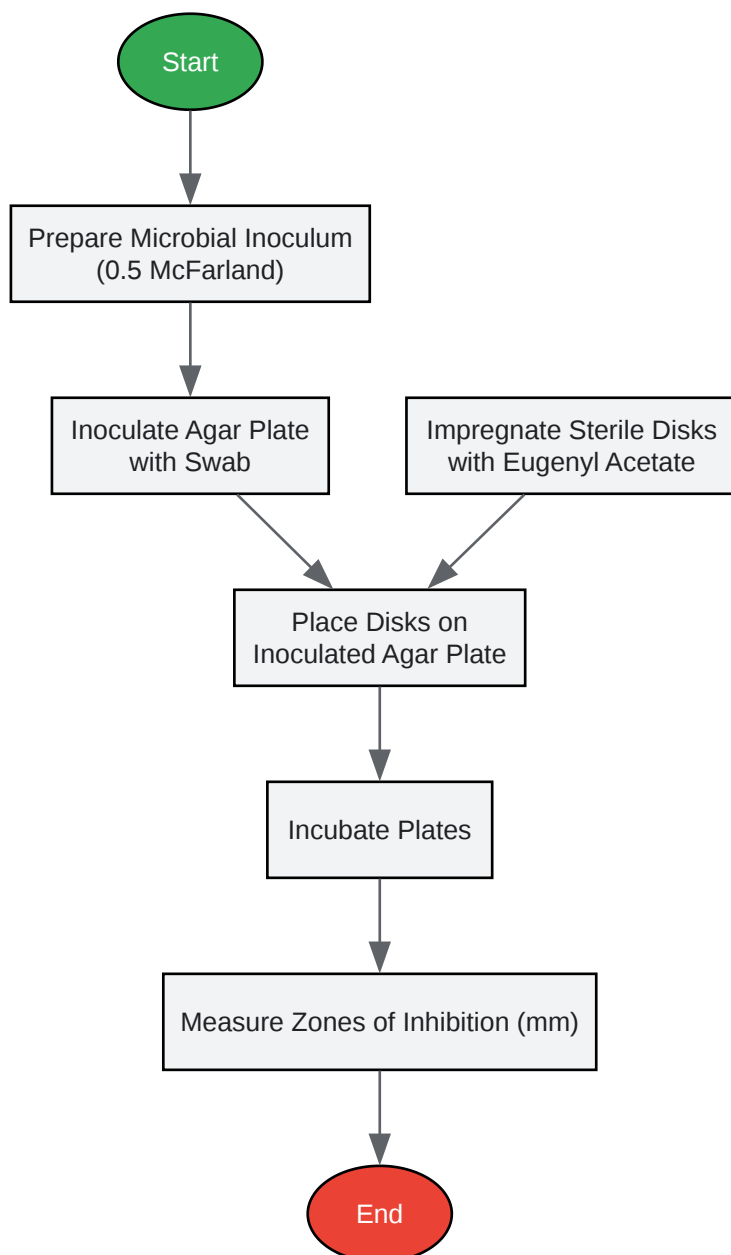 Start
Prepare Microbial Inoculum
(0.5 McFarland)
Inoculate Agar Plate
with Swab
Impregnate Sterile Disks
with Eugenyl Acetate
Place Disks on
Inoculated Agar Plate
Incubate Plates
Measure Zones of Inhibition (mm)
End